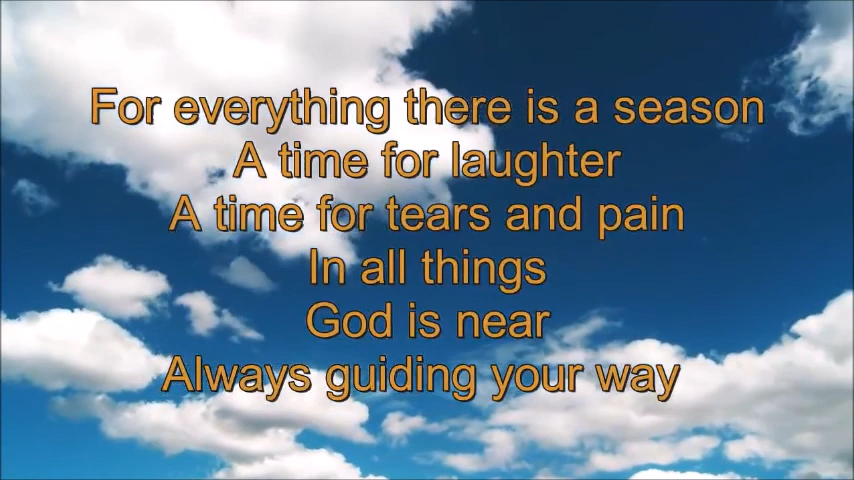 For everything there is a season
A time for laughter
A time for tears and pain
In all things
God is near
Always guiding your way